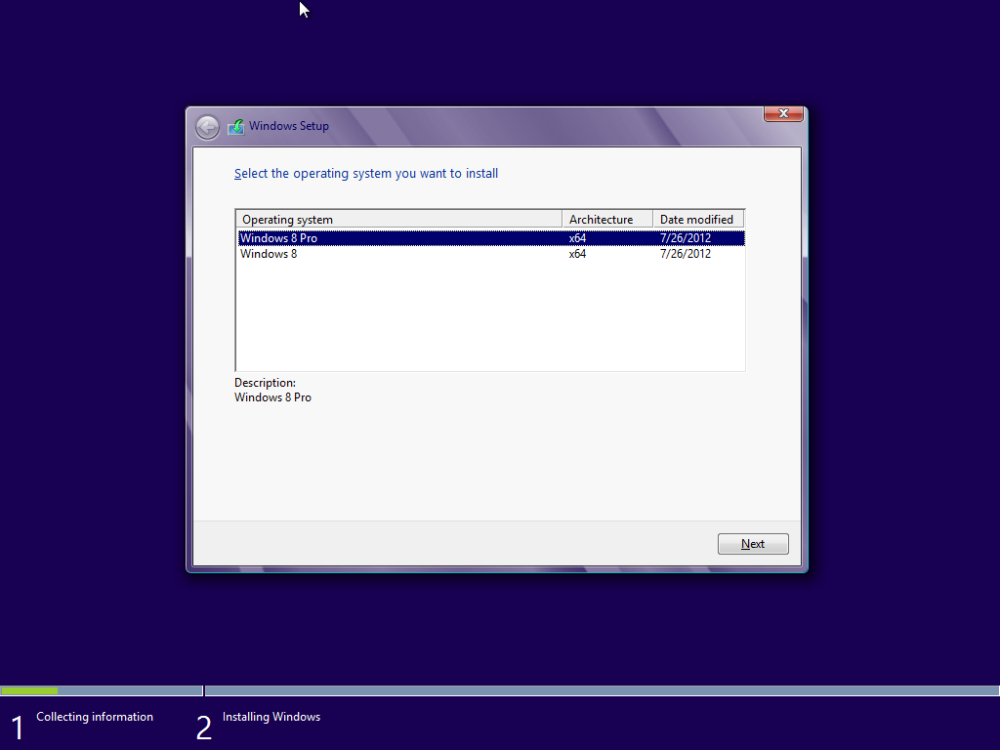 Windows Setup
Select the operating system you want to install
Operating system Architecture Date modified
Windows 8 Pro x64 7/26/2012
Windows 8 x64 7/26/2012
Description:
Windows 8 Pro
Next
1 Collecting information 2 Installing Windows